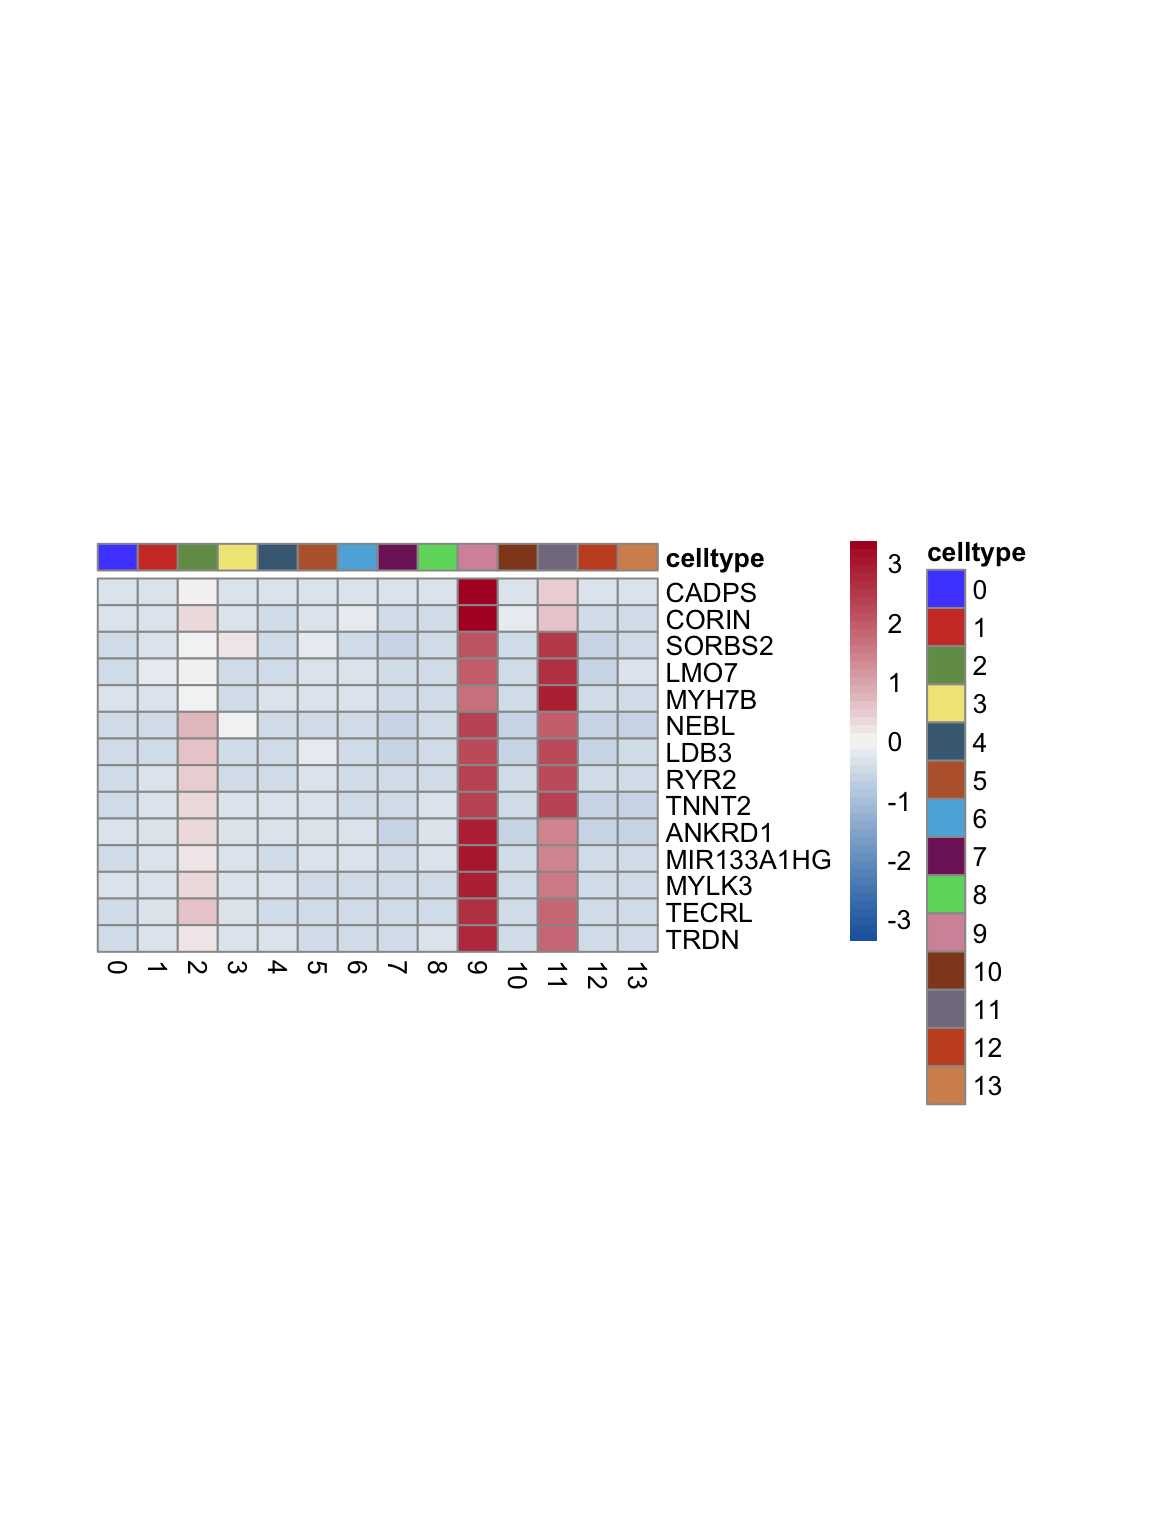 celltype
CADPS
CORIN
SORBS2
LMO7
MYH7B
NEBL
LDB3
RYR2
TNNT2
ANKRD1
MIR133A1HG
MYLK3
TECRL
TRDN
0 1 2 3 4 5 6 7 8 9 10 11 12 13
3
2
1
0
-1
-2
-3
celltype
0
1
2
3
4
5
6
7
8
9
10
11
12
13